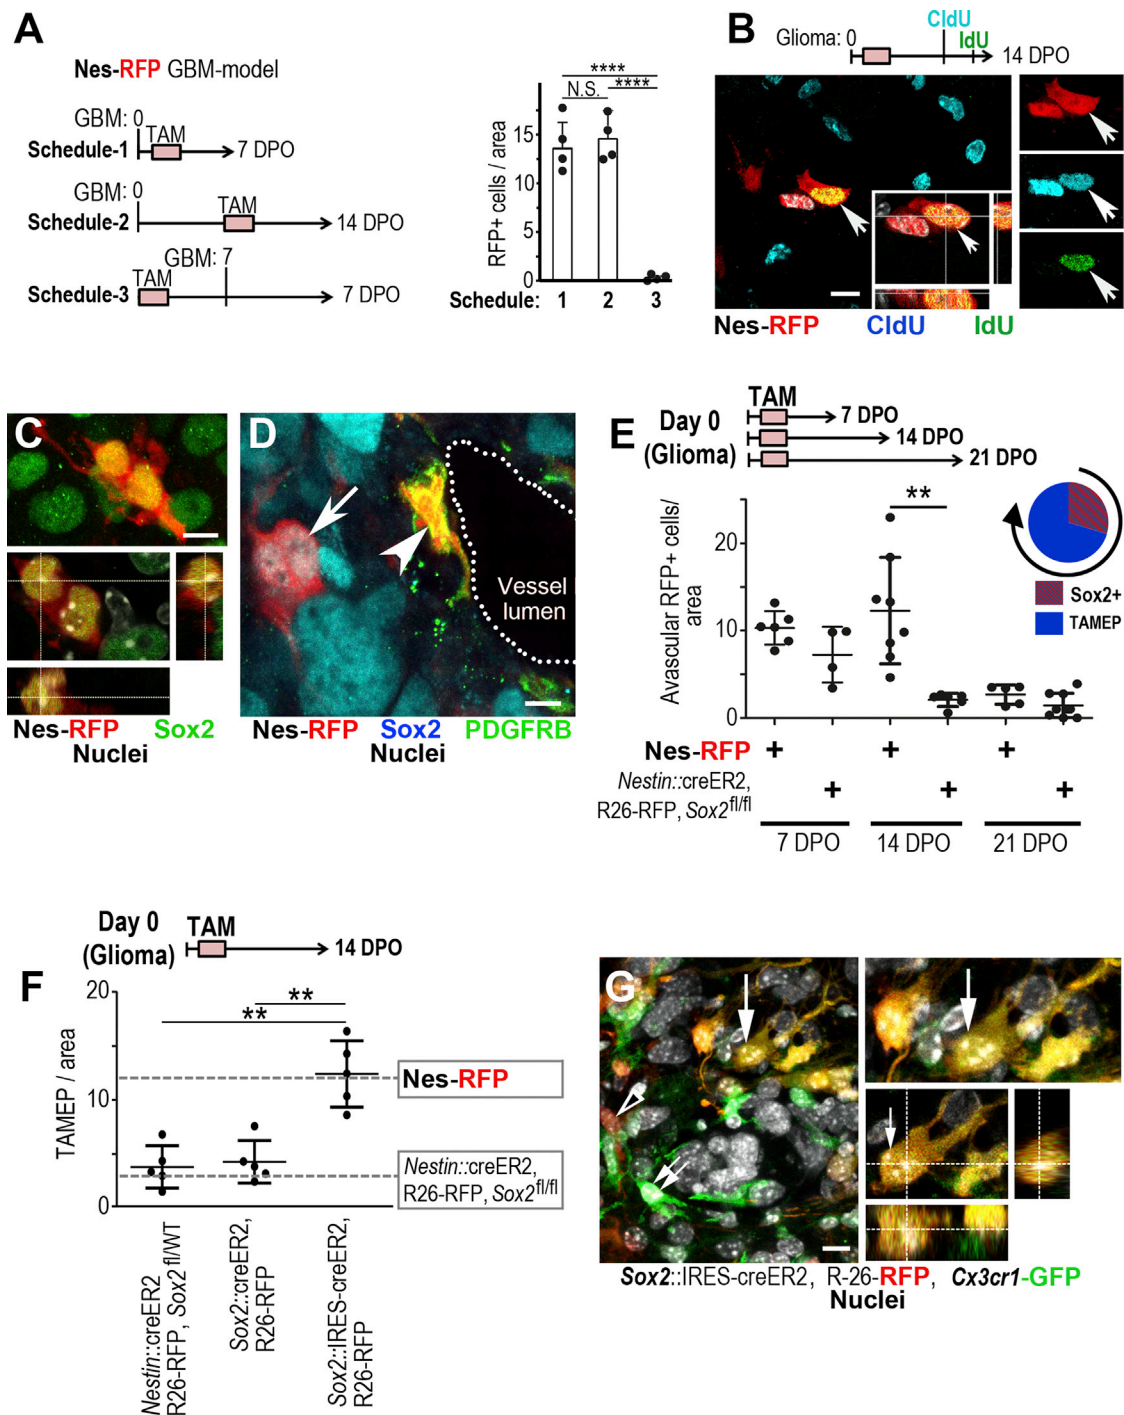 A
Nes-RFP GBM-model
GBM: 0
TAM
Schedule-1
7 DPO
GBM: 0
TAM
Schedule-2
14 DPO
GBM: 7
TAM
Schedule-3
7 DPO
****
N.S. ****
15
10
5
0
RFP+ cells / area
Schedule: 1 2 3
B
CldU
Glioma: 0 IdU
14 DPO
Nes-RFP CldU IdU
C
Nes-RFP Sox2
Nuclei
D
Vessel
lumen
Nes-RFP Sox2 PDGFRB
Nuclei
E
TAM
Day 0
(Glioma)
7 DPO
14 DPO
21 DPO
**
20
10
0
Avascular RFP+ cells/
area
Sox2+
TAMEP
Nes-RFP + + +
Nestin::creER2,
R26-RFP, Sox2fl/fl + + +
7 DPO 14 DPO 21 DPO
F
Day 0
(Glioma)
TAM
14 DPO
20
10
0
TAMEP / area
**
**
Nes-RFP
Nestin::creER2,
R26-RFP, Sox2fl/fl
Nestin::creER2
R26-RFP, Sox2fl/WT
Sox2::creER2,
R26-RFP
Sox2::IRES-creER2,
R26-RFP
G
Sox2::IRES-creER2, R-26-RFP, Cx3cr1-GFP
Nuclei